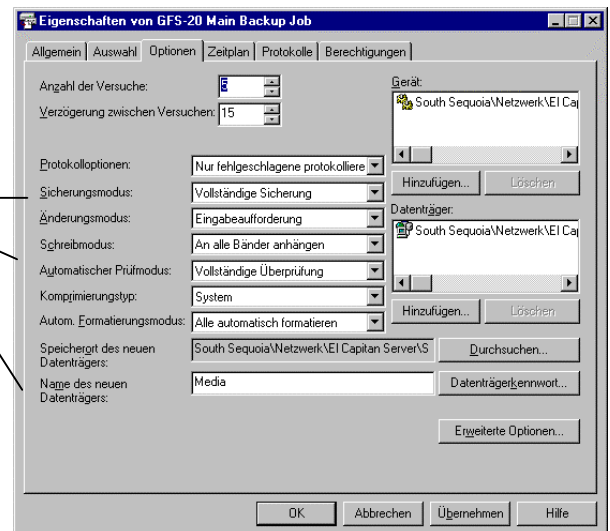 Eigenschaften von GFS-20 Main Backup Job
Allgemein Auswahl Optionen Zeitplan Protokolle Berechtigungen
Anzahl der Versuche: 5
Verzögerung zwischen Versuchen: 15
Gerät:
South Sequoia\Netzwerk\El Cap
Hinzufügen... Löschen
Protokolloptionen: Nur fehlgeschlagene protokolliere
Sicherungsmodus: Vollständige Sicherung
Änderungsmodus: Eingabeaufforderung
Schreibmodus: An alle Bänder anhängen
Automatischer Prüfmodus: Vollständige Überprüfung
Komprimierungstyp: System
Autom. Formatierungsmodus: Alle automatisch formatieren
Datenträger:
South Sequoia\Netzwerk\El Cap
Hinzufügen... Löschen
Speicherort des neuen
Datenträgers:
South Sequoia\Netzwerk\El Capitan Server\S
Durchsuchen...
Name des neuen
Datenträgers:
Media
Datenträgerkennwort...
Erweiterte Optionen...
OK Abbrechen Übernehmen Hilfe